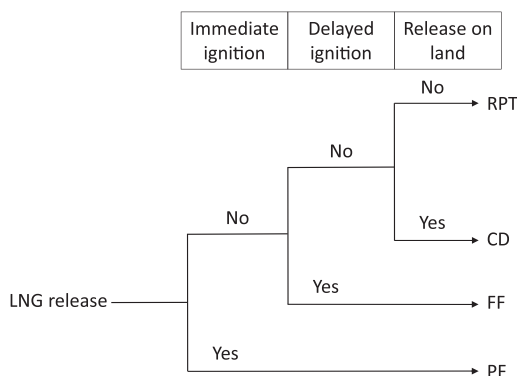 Immediate
ignition
Delayed
ignition
Release on
land
No
RPT
No
Yes
CD
No
Yes
FF
LNG release
Yes
PF